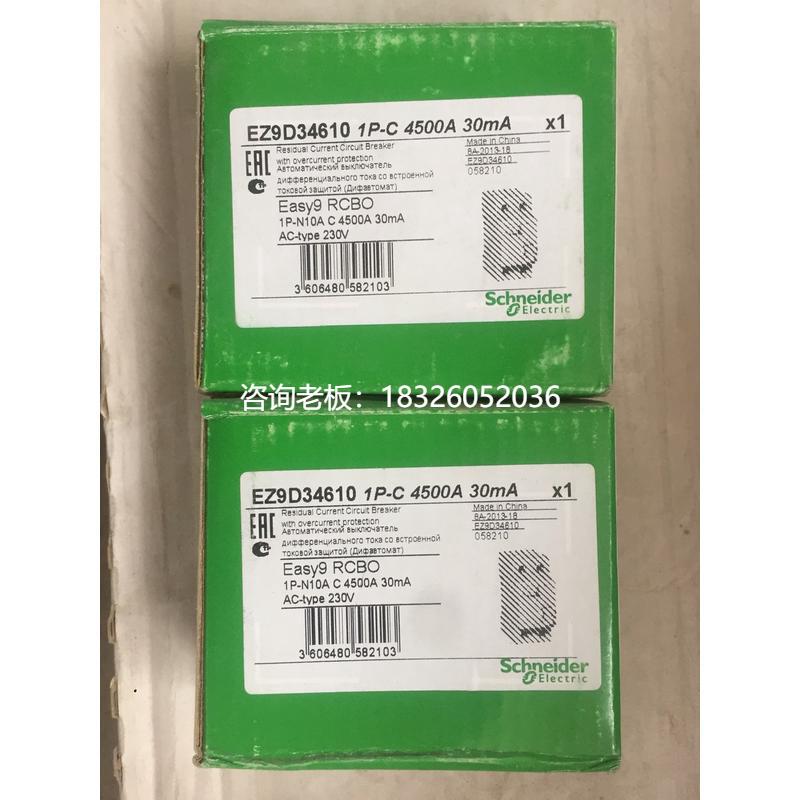 EZ9D34610 1P-C 4500A 30mA x1
Residual Current Circuit Breaker
with overcurrent protection
Автоматический выключатель
дифференциального тока со встроенной
токовой защитой (Дифавтомат)
Made in China
8A-2013-18
EZ9D34610
058210
EAC
Easy9 RCBO
1P-N10A C 4500A 30mA
AC-type 230V
3 606480 582103
Schneider
Electric
咨询老板：18326052036
EZ9D34610 1P-C 4500A 30mA x1
Residual Current Circuit Breaker
with overcurrent protection
Автоматический выключатель
дифференциального тока со встроенной
токовой защитой (Дифавтомат)
Made in China
8A-2013-18
EZ9D34610
058210
EAC
Easy9 RCBO
1P-N10A C 4500A 30mA
AC-type 230V
3 606480 582103
Schneider
Electric